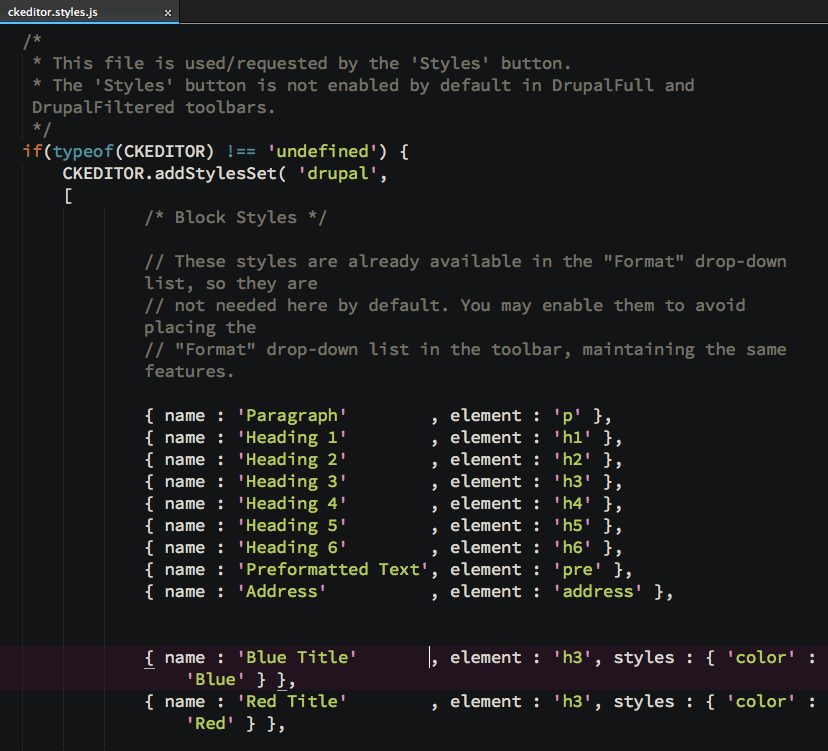 ckeditor.styles.js ×
/*
 * This file is used/requested by the 'Styles' button.
 * The 'Styles' button is not enabled by default in DrupalFull and
DrupalFiltered toolbars.
 */
if(typeof(CKEDITOR) !== 'undefined') {
    CKEDITOR.addStylesSet( 'drupal',
    [
            /* Block Styles */

            // These styles are already available in the "Format" drop-down
            list, so they are
            // not needed here by default. You may enable them to avoid
            placing the
            // "Format" drop-down list in the toolbar, maintaining the same
            features.

            { name : 'Paragraph'        , element : 'p' },
            { name : 'Heading 1'        , element : 'h1' },
            { name : 'Heading 2'        , element : 'h2' },
            { name : 'Heading 3'        , element : 'h3' },
            { name : 'Heading 4'        , element : 'h4' },
            { name : 'Heading 5'        , element : 'h5' },
            { name : 'Heading 6'        , element : 'h6' },
            { name : 'Preformatted Text', element : 'pre' },
            { name : 'Address'          , element : 'address' },

            { name : 'Blue Title'       , element : 'h3', styles : { 'color' :
                'Blue' } },
            { name : 'Red Title'        , element : 'h3', styles : { 'color' :
                'Red' } },